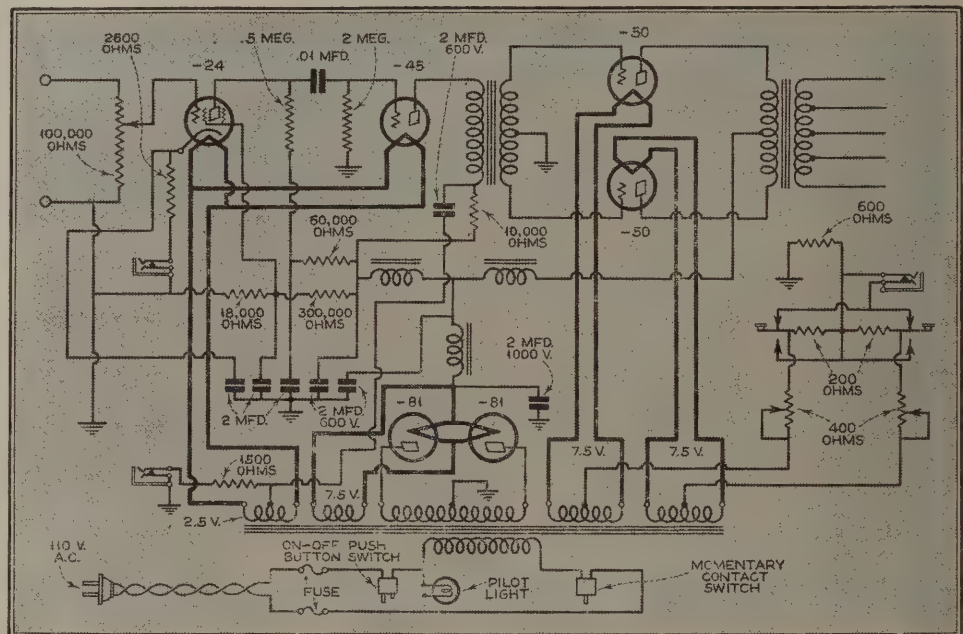 2600
OHMS
-24
.5 MEG.
.01 MFD.
2 MEG.
-45
2 MFD.
600 V.
-50
100,000
OHMS
60,000
OHMS
10,000
OHMS
-50
600
OHMS
18,000
OHMS
300,000
OHMS
2 MFD.
2 MFD.
600 V.
-81
-81
2 MFD.
1000 V.
200
OHMS
400
OHMS
1,500
OHMS
2.5 V.
7.5 V.
7.5 V.
7.5 V.
110 V.
A.C.
ON-OFF PUSH
BUTTON SWITCH
FUSE
PILOT
LIGHT
MOMENTARY
CONTACT
SWITCH